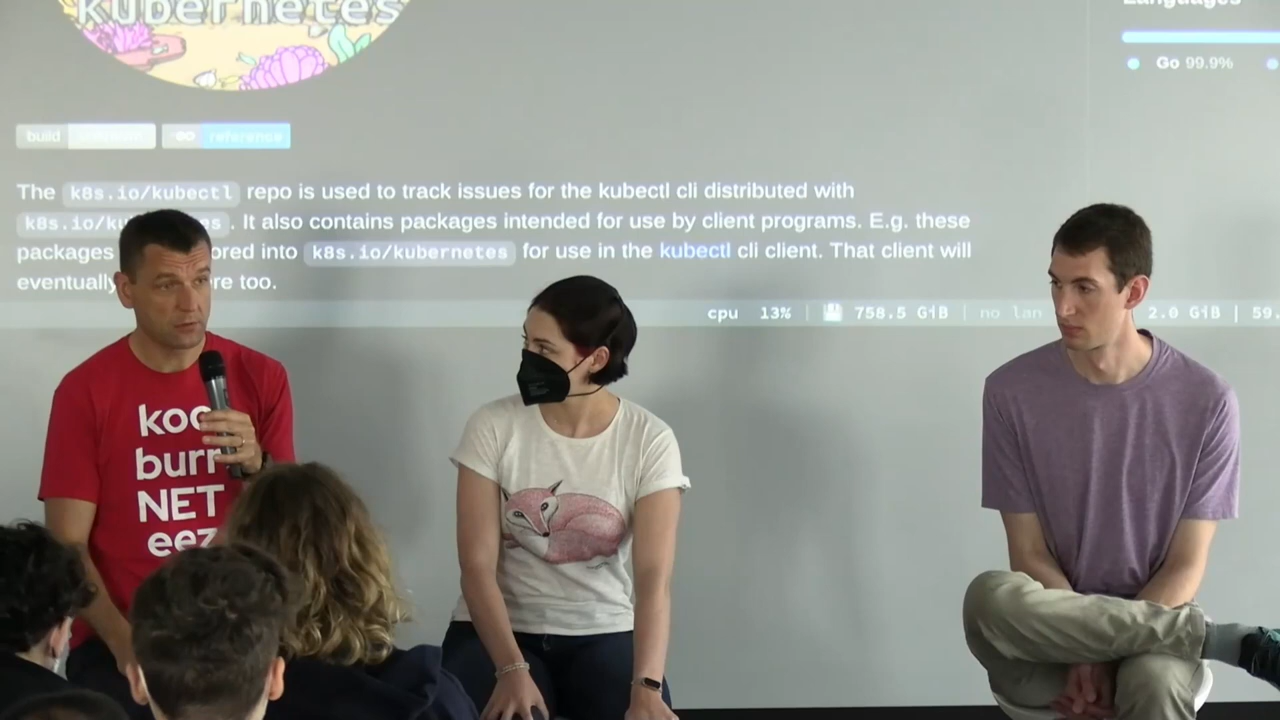 kubernetes
Languages
Go 99.9%
build
GO reference
The k8s.io/kubectl repo is used to track issues for the kubectl cli distributed with
k8s.io/ku es . It also contains packages intended for use by client programs. E.g. these
packages ored into k8s.io/kubernetes for use in the kubectl cli client. That client will
eventually re too.
cpu 13% | 758.5 GiB | no lan 2.0 GiB | 59.
koo
burr
NET
eez